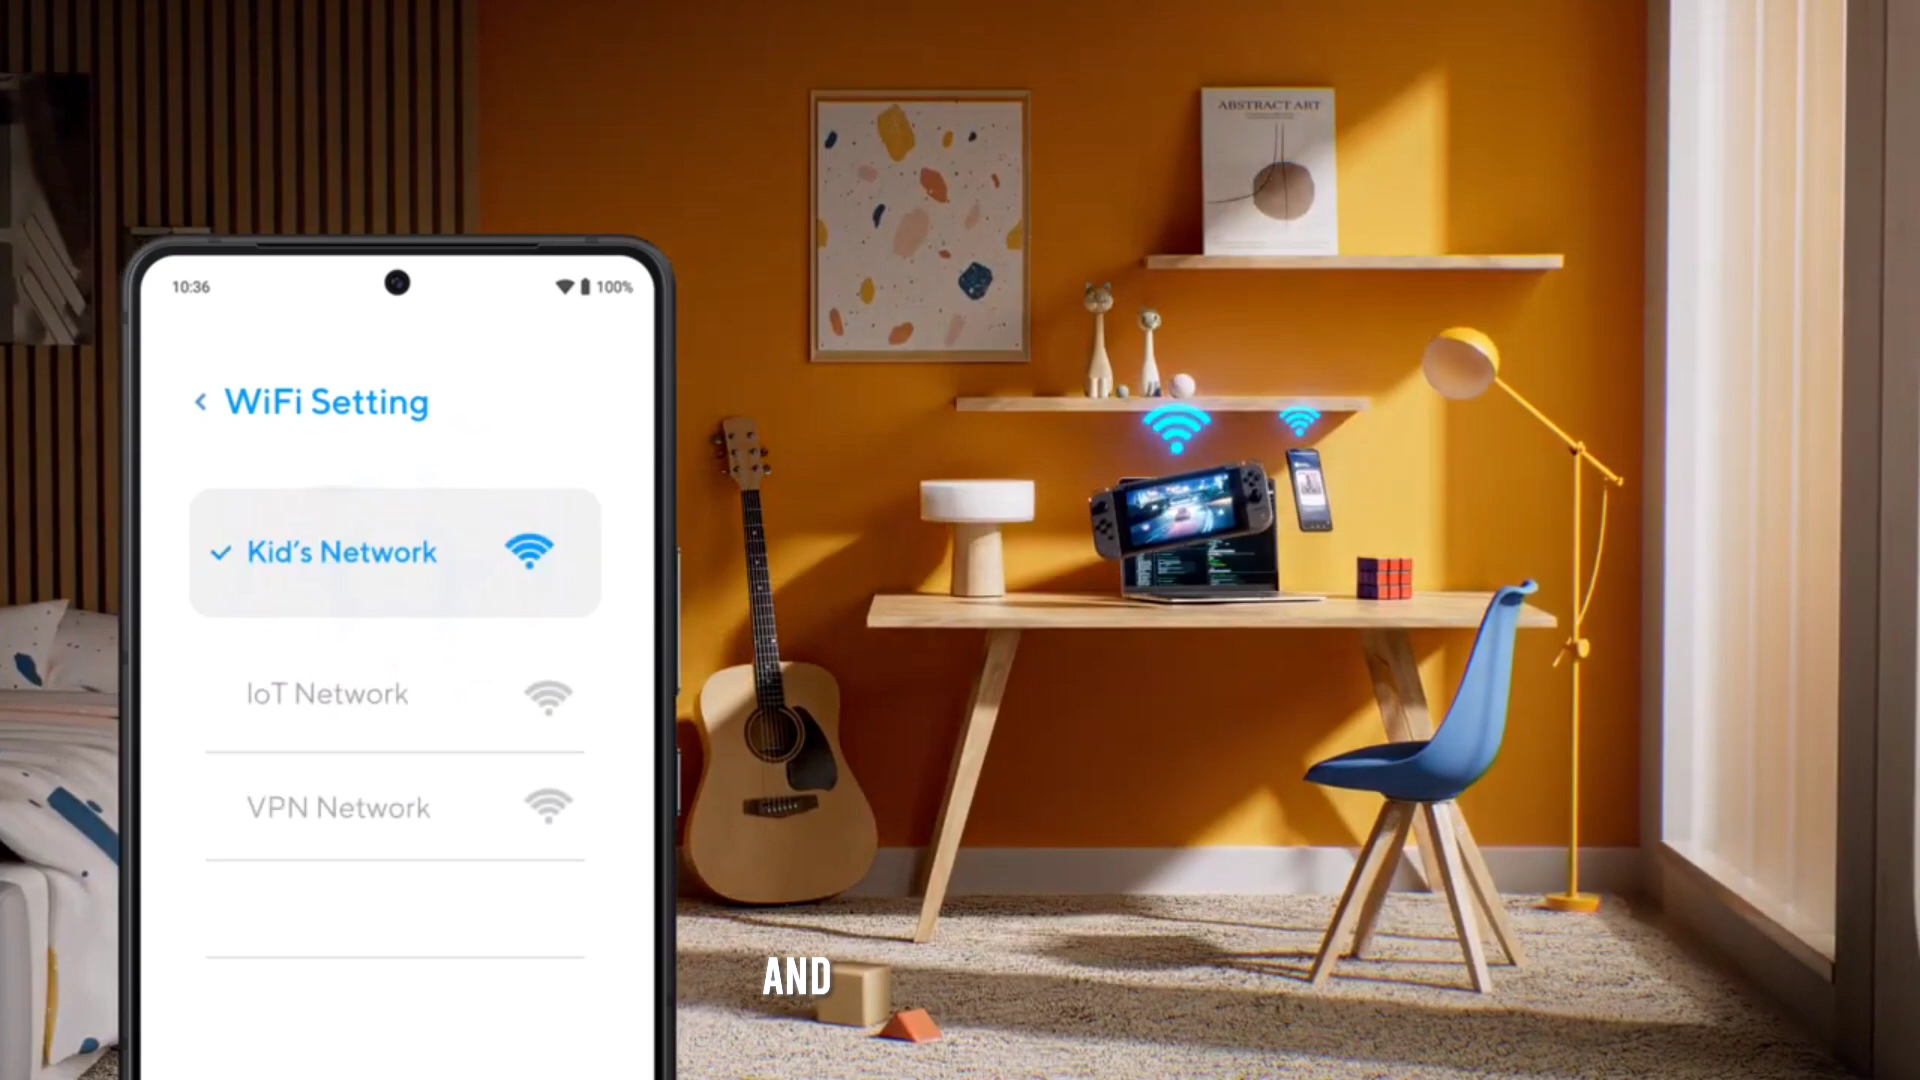 10:36
100%
WiFi Setting
Kid's Network
IoT Network
VPN Network
ABSTRACT ART
AND